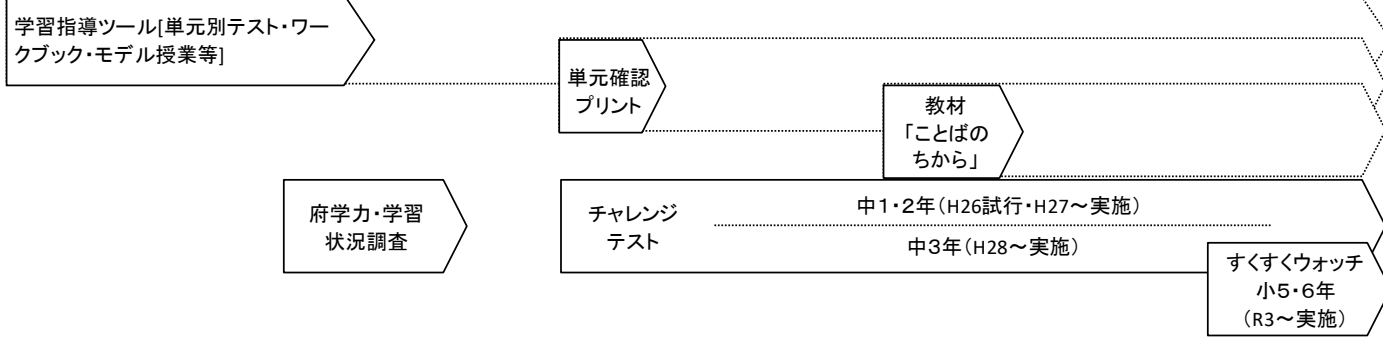 学習指導ツール[単元別テスト・ワー
クブック・モデル授業等]
単元確認
プリント
教材
「ことばの
ちから」
府学力・学習
状況調査
チャレンジ
テスト
中１・２年（H26試行・H27～実施）
中３年（H28～実施）
すくすくウォッチ
小５・６年
（R3～実施）